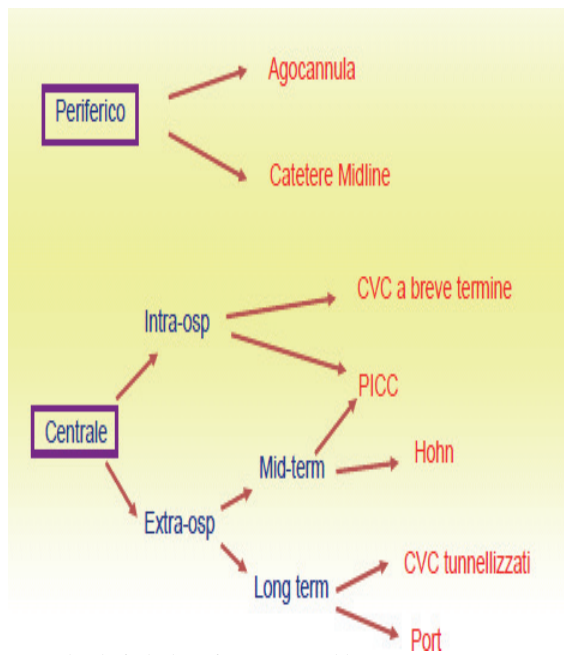 Agocannula
Periferico
Catetere Midline
CVC a breve termine
Intra-osp
PICC
Centrale
Hohn
Mid-term
Extra-osp
CVC tunnellizzati
Long term
Port